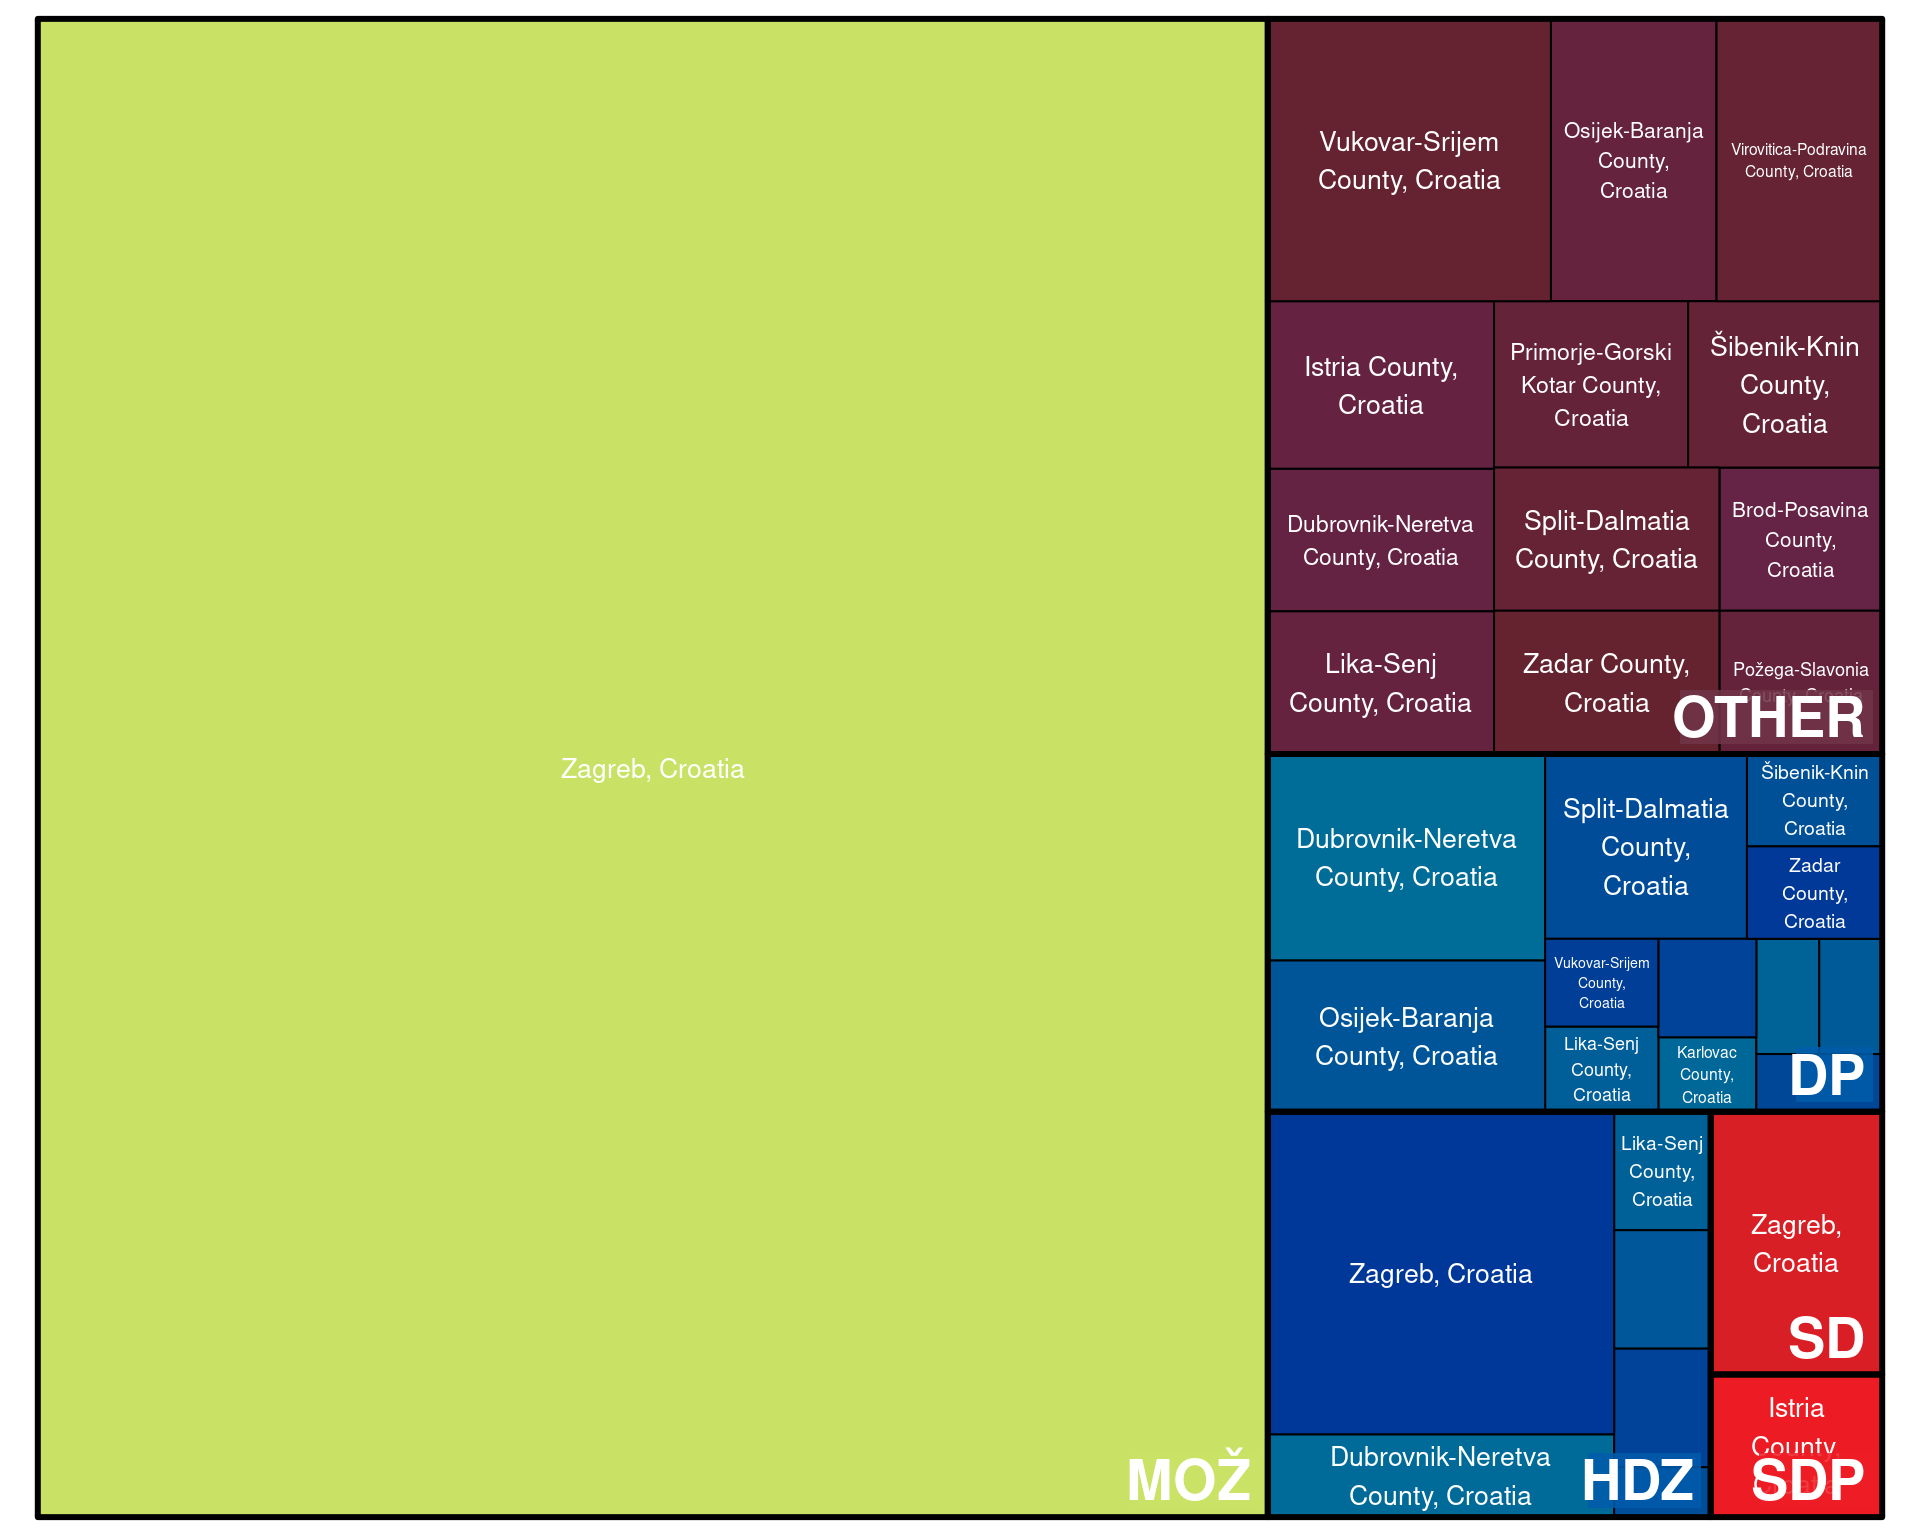 Zagreb, Croatia
MOŽ
Vukovar-Srijem
County, Croatia
Osijek-Baranja
County,
Croatia
Virovitica-Podravina
County, Croatia
Istria County,
Croatia
Primorje-Gorski
Kotar County,
Croatia
Šibenik-Knin
County,
Croatia
Dubrovnik-Neretva
County, Croatia
Split-Dalmatia
County, Croatia
Brod-Posavina
County,
Croatia
Lika-Senj
County, Croatia
Zadar County,
Croatia
Požega-Slavonia
County, Croatia
OTHER
Dubrovnik-Neretva
County, Croatia
Split-Dalmatia
County,
Croatia
Šibenik-Knin
County,
Croatia
Zadar
County,
Croatia
Osijek-Baranja
County, Croatia
Vukovar-Srijem
County,
Croatia
Lika-Senj
County,
Croatia
Karlovac
County,
Croatia
DP
Zagreb, Croatia
Lika-Senj
County,
Croatia
Dubrovnik-Neretva
County, Croatia
HDZ
Zagreb,
Croatia
SD
Istria
County,
SDP